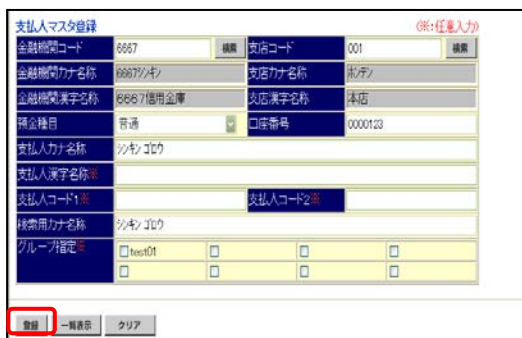 支払人マスタ登録 (※:任意入力)
金融機関コード 6667 検索 支店コード 001 検索
金融機関カナ名称 6667ｼﾝｷﾝ 支店カナ名称 ﾎﾝﾃﾝ
金融機関漢字名称 6667信用金庫 支店漢字名称 本店
預金種目 普通 口座番号 0000123
支払人カナ名称 ｼﾝｷﾝ ｺﾞﾛｳ
支払人漢字名称※
支払人コード1※ 支払人コード2※
検索用カナ名称 ｼﾝｷﾝ ｺﾞﾛｳ
グループ指定※ test01
登録 一覧表示 クリア